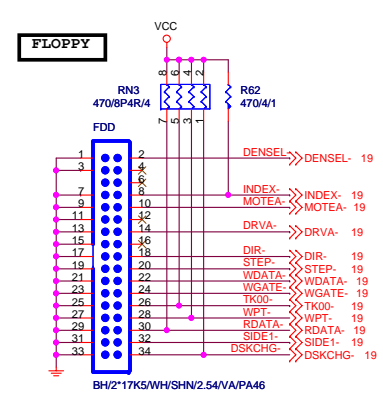 FLOPPY
VCC
8 6 4 2
RN3
470/8P4R/4
R62
470/4/1
7 5 3 1
FDD
1 2 DENSEL- DENSEL- 19
3 4
6
7 8 INDEX- INDEX- 19
9 10 MOTEA- MOTEA- 19
11 12
13 14 DRVA- DRVA- 19
15 16
17 18 DIR- DIR- 19
19 20 STEP- STEP- 19
21 22 WDATA- WDATA- 19
23 24 WGATE- WGATE- 19
25 26 TK00- TK00- 19
27 28 WPT- WPT- 19
29 30 RDATA- RDATA- 19
31 32 SIDE1- SIDE1- 19
33 34 DSKCHG- DSKCHG- 19
BH/2*17K5/WH/SHN/2.54/VA/PA46